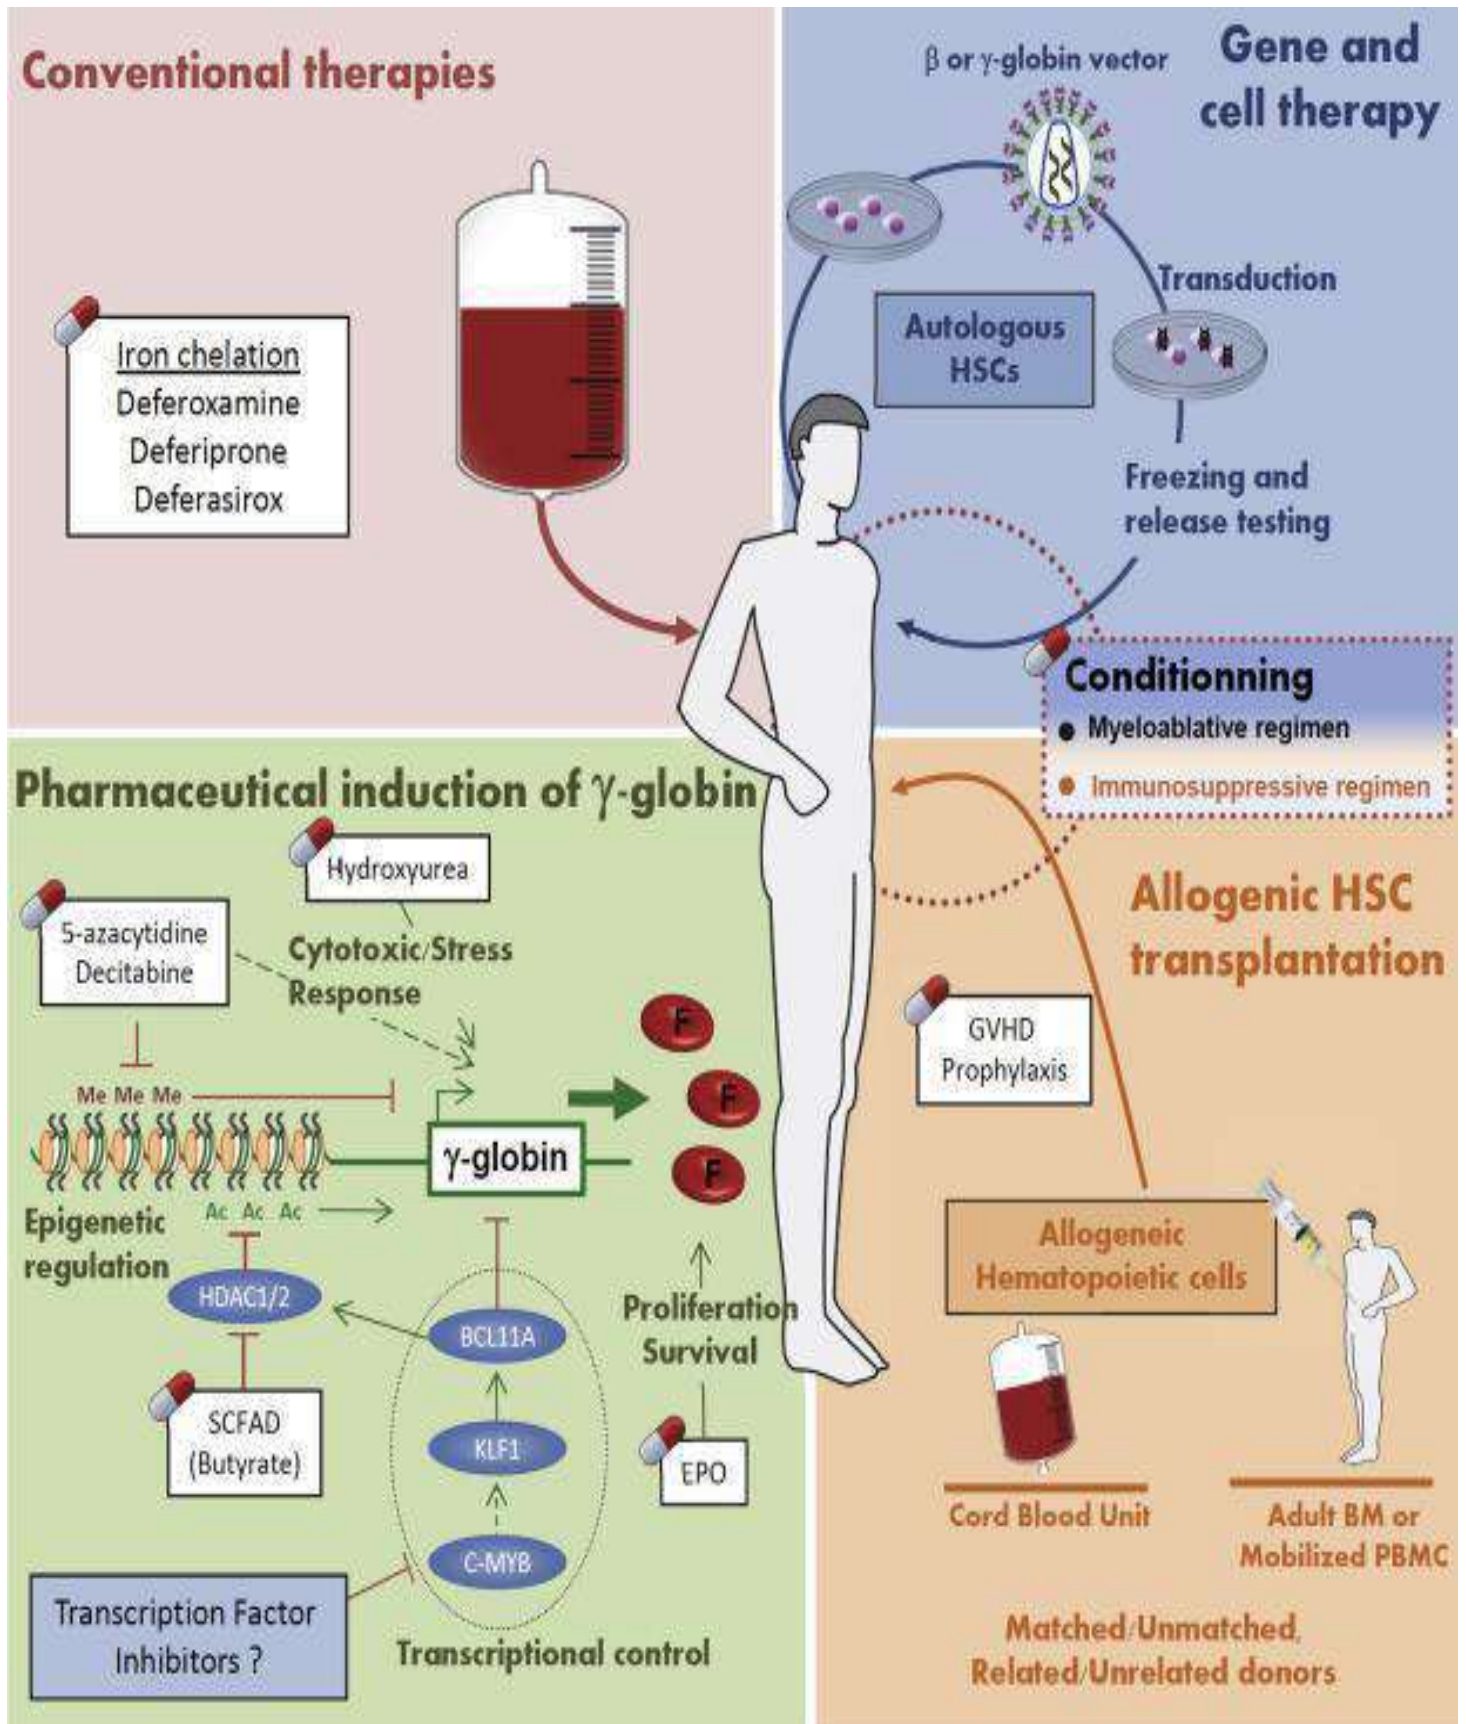 Conventional therapies
Iron chelation
Deferoxamine
Deferiprone
Deferasirox
Gene and
cell therapy
β or γ-globin vector
Transduction
Autologous
HSCs
Freezing and
release testing
Conditionning
● Myeloablative regimen
● Immunosuppressive regimen
Pharmaceutical induction of γ-globin
Hydroxyurea
5-azacytidine
Decitabine
Cytotoxic/Stress
Response
Me Me Me
γ-globin
F
F
F
Ac Ac Ac
Epigenetic
regulation
HDAC1/2
BCL11A
KLF1
C-MYB
SCFAD
(Butyrate)
Proliferation
Survival
EPO
Transcription Factor
Inhibitors ?
Transcriptional control
Allogenic HSC
transplantation
GVHD
Prophylaxis
Allogeneic
Hematopoietic cells
Cord Blood Unit
Adult BM or
Mobilized PBMC
Matched/Unmatched,
Related/Unrelated donors